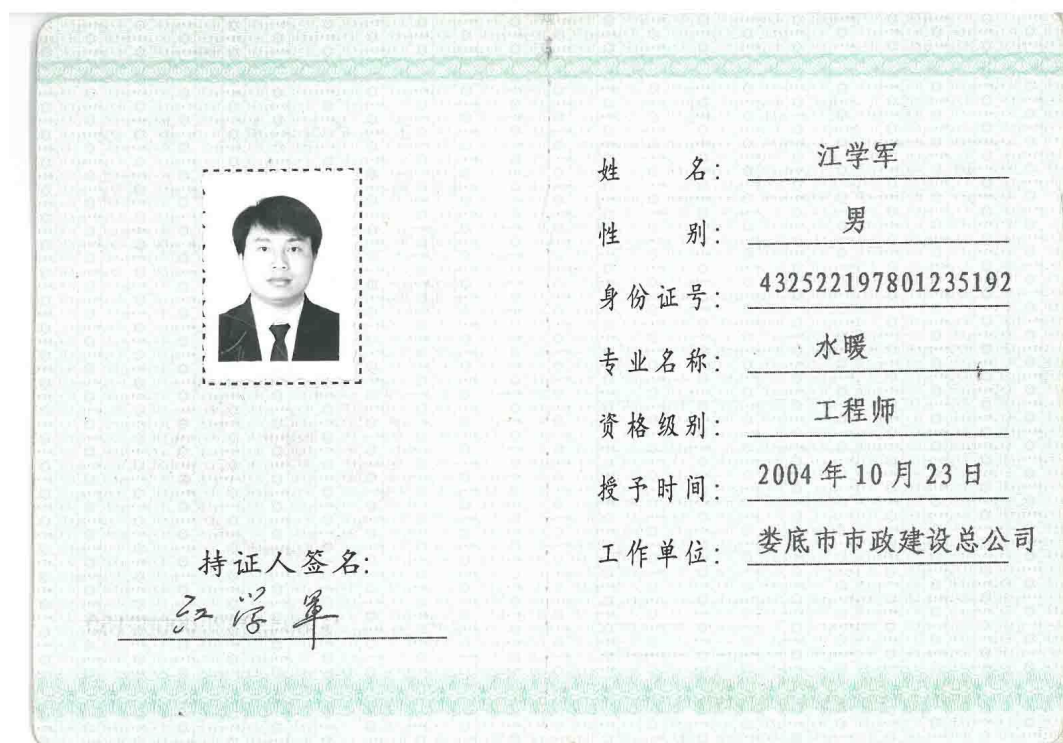 姓名：江学军
性别：男
身份证号：432522197801235192
专业名称：水暖
资格级别：工程师
授予时间：2004年10月23日
工作单位：娄底市市政建设总公司
持证人签名：
江学军